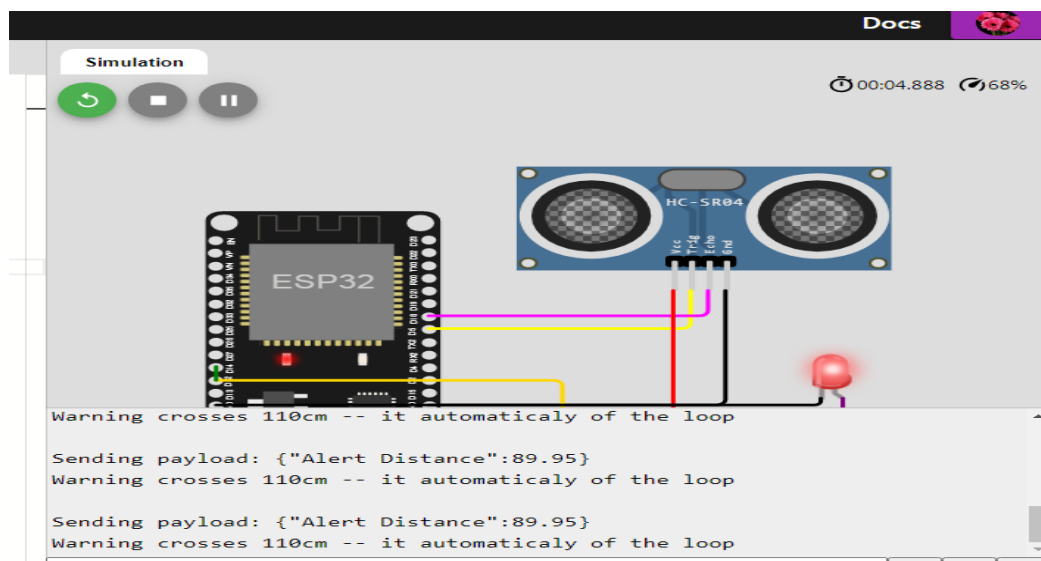 Docs
Simulation
00:04.888 68%
HC-SR04
Vcc Trig Echo Gnd
ESP32
Warning crosses 110cm -- it automaticaly of the loop
Sending payload: {"Alert Distance":89.95}
Warning crosses 110cm -- it automaticaly of the loop
Sending payload: {"Alert Distance":89.95}
Warning crosses 110cm -- it automaticaly of the loop